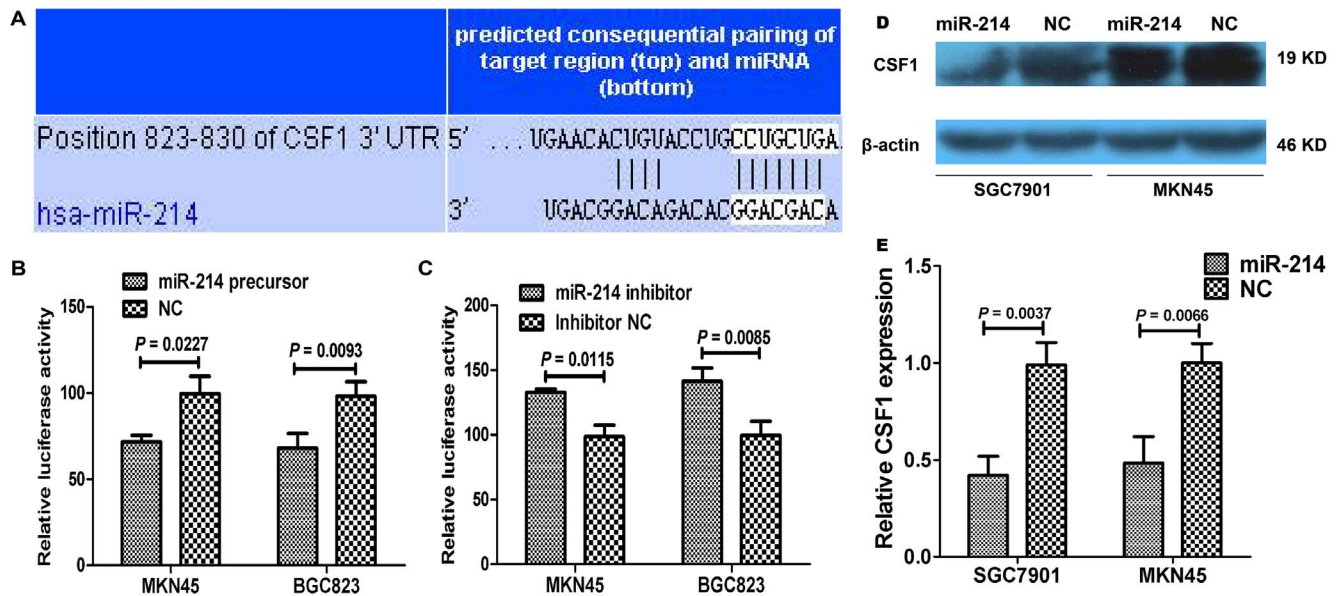 A
predicted consequential pairing of
target region (top) and miRNA
(bottom)
Position 823-830 of CSF1 3' UTR 5' ... UGAACACUGUACCUGCCUGCUGA.
hsa-miR-214 3' UGACGGACAGACACGGACGACA
D
miR-214 NC miR-214 NC
CSF1 19 KD
β-actin 46 KD
SGC7901 MKN45
B
miR-214 precursor
NC
Relative luciferase activity
150
100
50
0
P = 0.0227
P = 0.0093
MKN45 BGC823
C
miR-214 inhibitor
Inhibitor NC
Relative luciferase activity
200
150
100
50
0
P = 0.0115
P = 0.0085
MKN45 BGC823
E
miR-214
NC
Relative CSF1 expression
1.5
1.0
0.5
0.0
P = 0.0037
P = 0.0066
SGC7901 MKN45